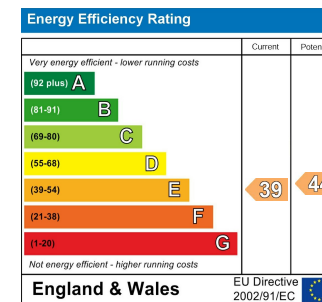 Energy Efficiency Rating
Current
Very energy efficient - lower running costs
(92 plus) A
(81-91) B
(69-80) C
(55-68) D
(39-54) E
39
(21-38) F
(1-20) G
Not energy efficient - higher running costs
England & Wales
EU Directive
2002/91/EC